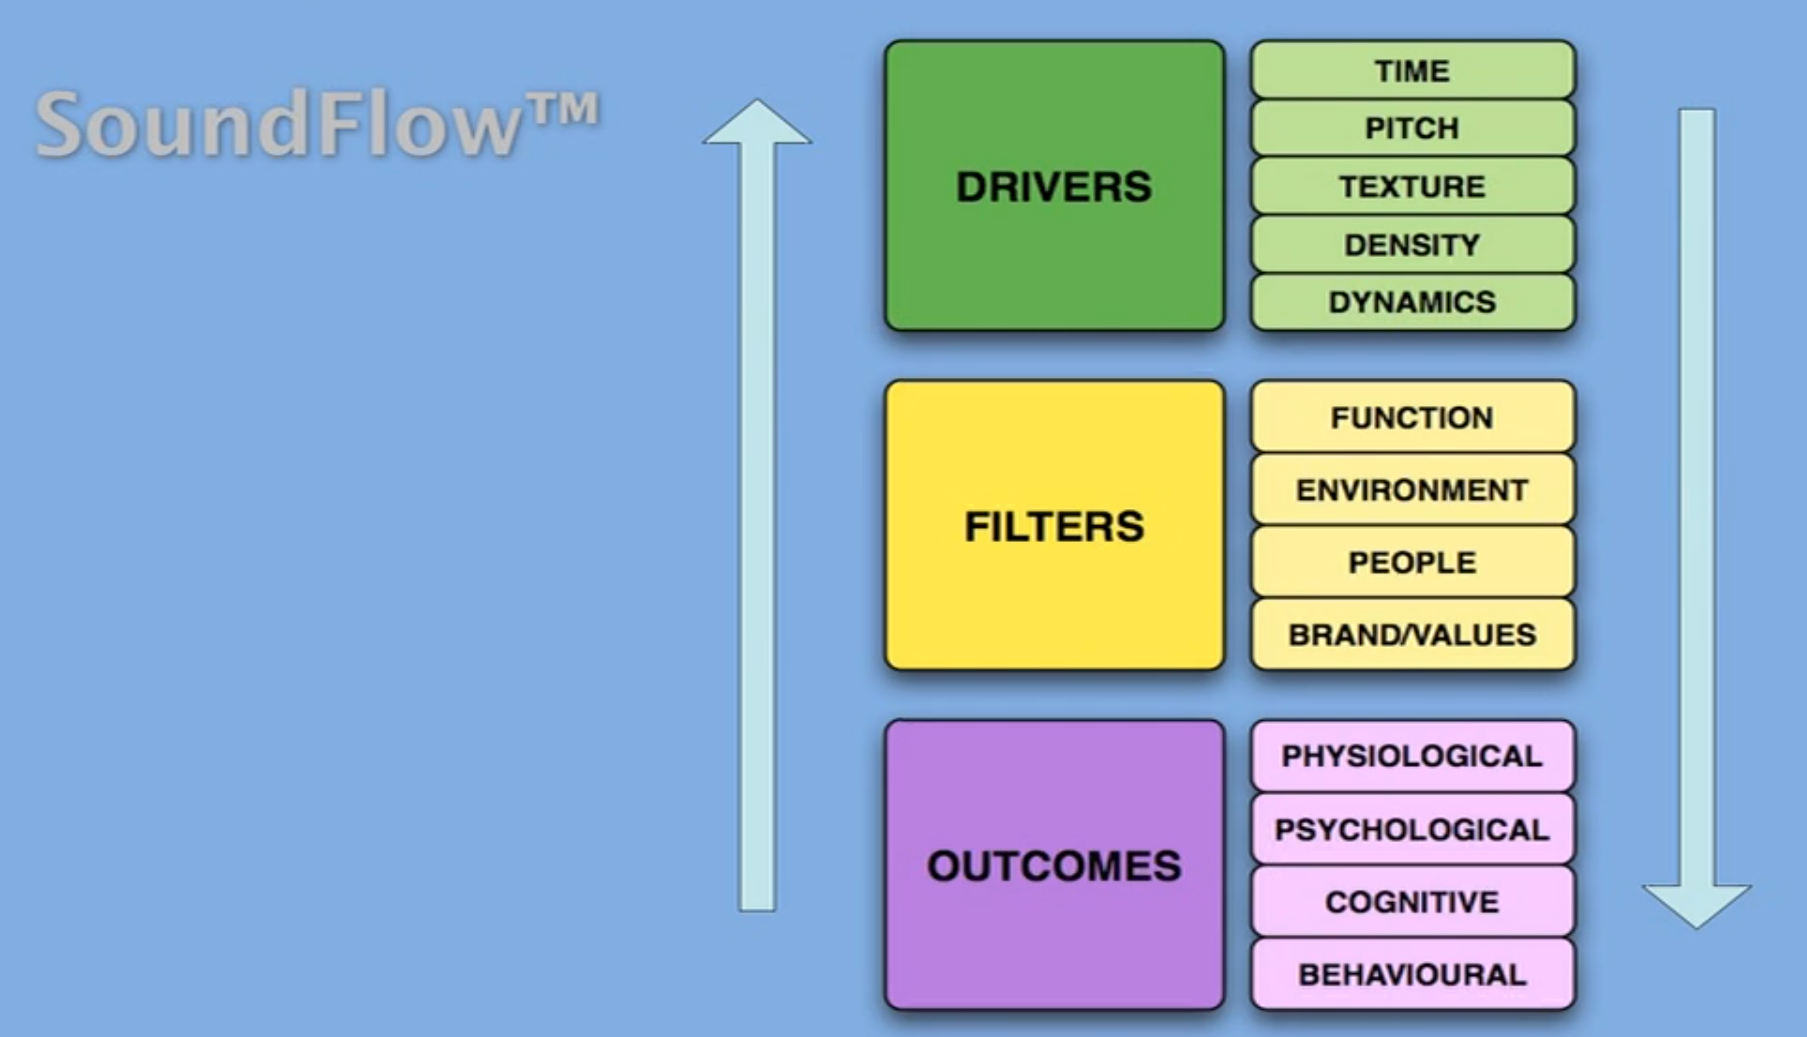 SoundFlow™
DRIVERS
TIME
PITCH
TEXTURE
DENSITY
DYNAMICS
FILTERS
FUNCTION
ENVIRONMENT
PEOPLE
BRAND/VALUES
OUTCOMES
PHYSIOLOGICAL
PSYCHOLOGICAL
COGNITIVE
BEHAVIOURAL